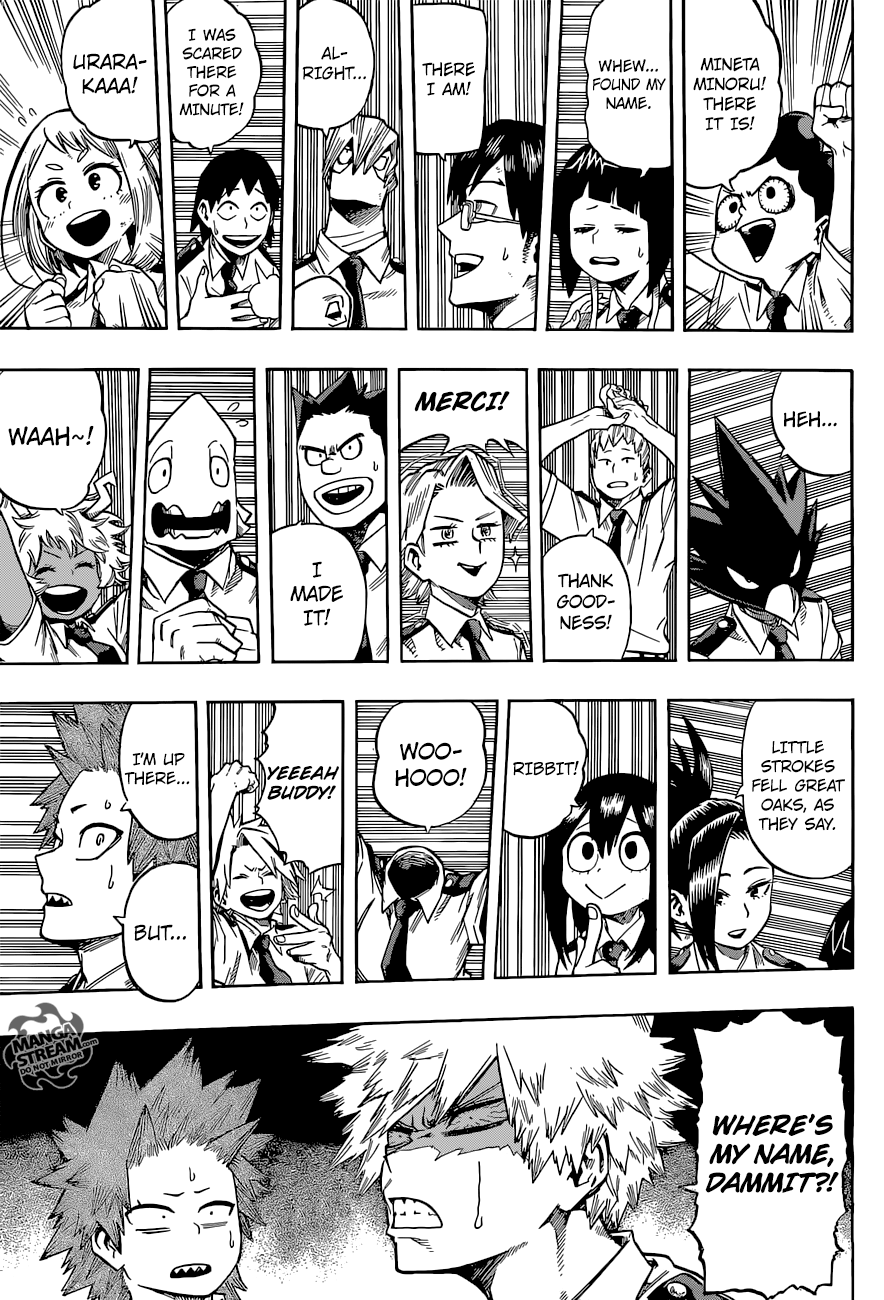 MINETA
MINORU!
THERE
IT IS!
WHEW...
FOUND MY
NAME.
THERE
I AM!
AL-
RIGHT...
I WAS
SCARED
THERE
FOR A
MINUTE!
URARA-
KAAA!
HEH...
THANK
GOOD-
NESS!
MERCI!
I
MADE
IT!
WAAH~!
LITTLE
STROKES
FELL GREAT
OAKS, AS
THEY SAY.
RIBBIT!
WOO-
HOOO!
YEEEAH
BUDDY!
I'M UP
THERE...
BUT...
WHERE'S
MY NAME,
DAMMIT?!
MANGA
STREAM.com
DO NOT MIRROR